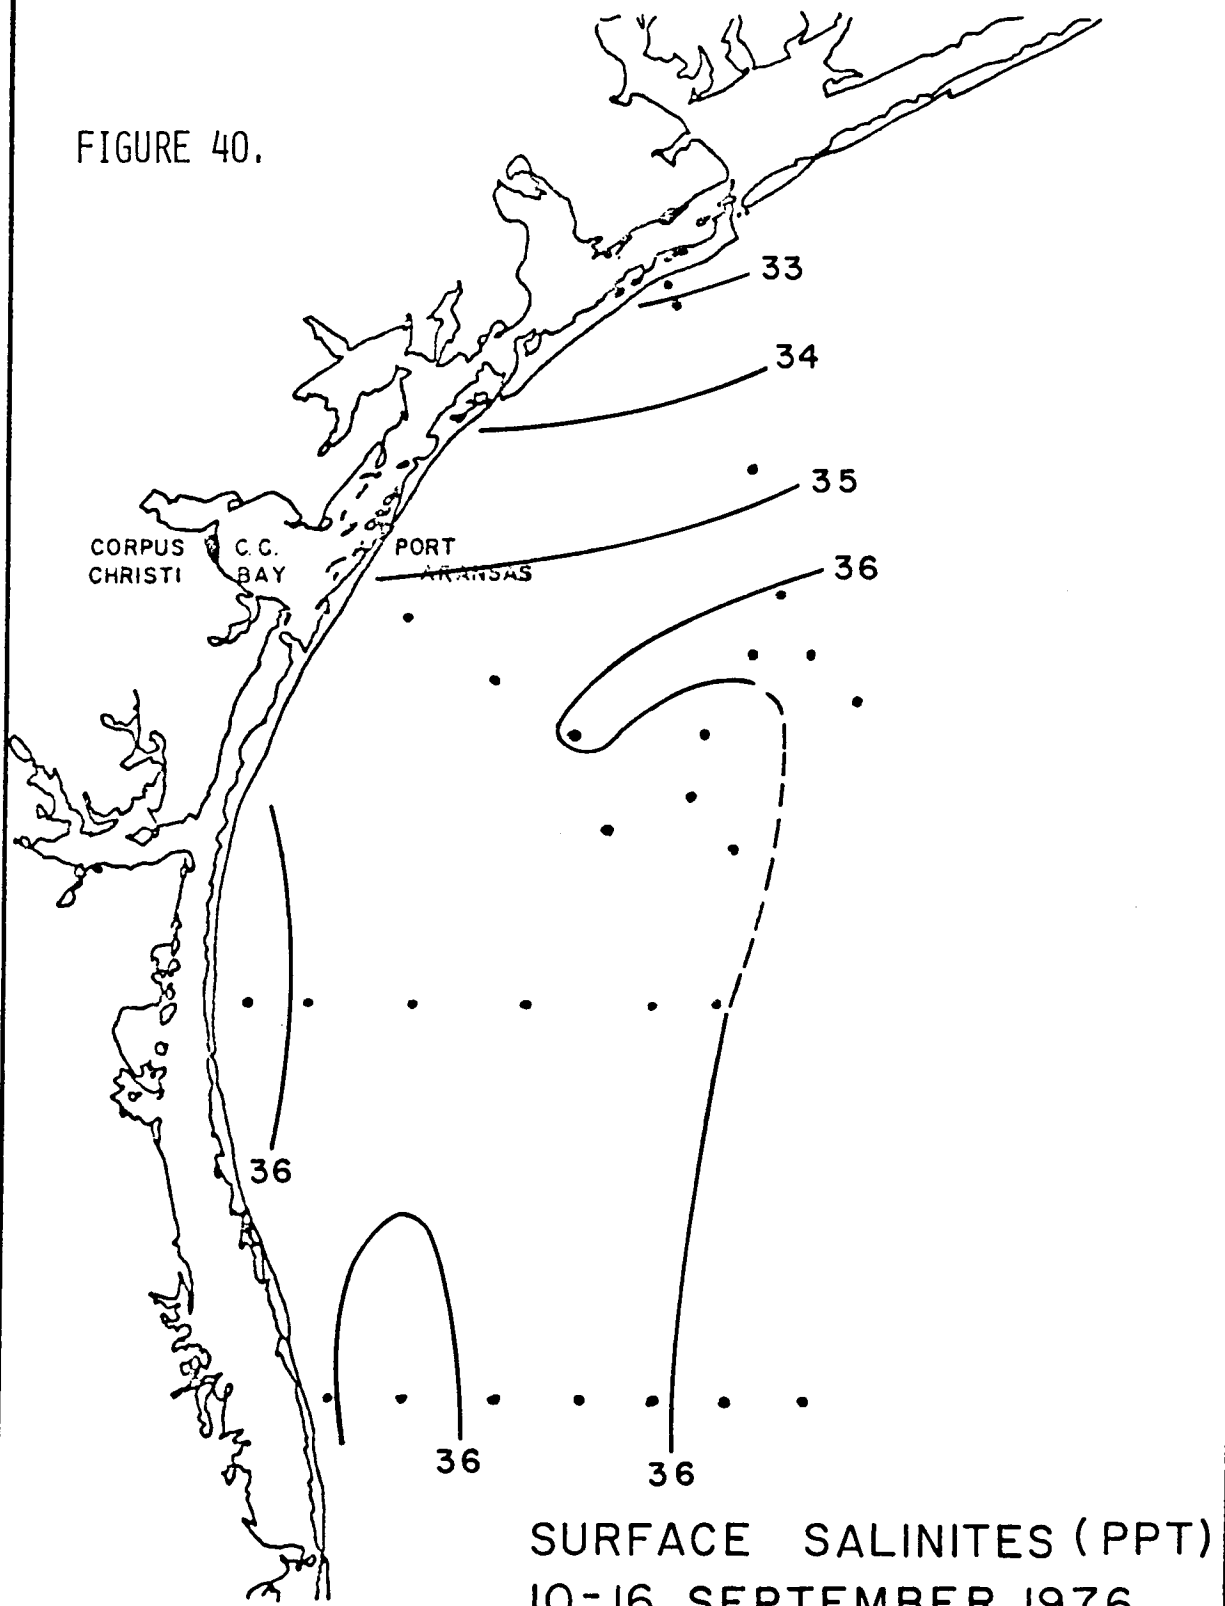 FIGURE 40.
33
34
35
CORPUS CHRISTI
C.C. BAY
PORT ARANSAS
36
36
36
36
SURFACE SALINITES (PPT)
10-16 SEPTEMBER 1976